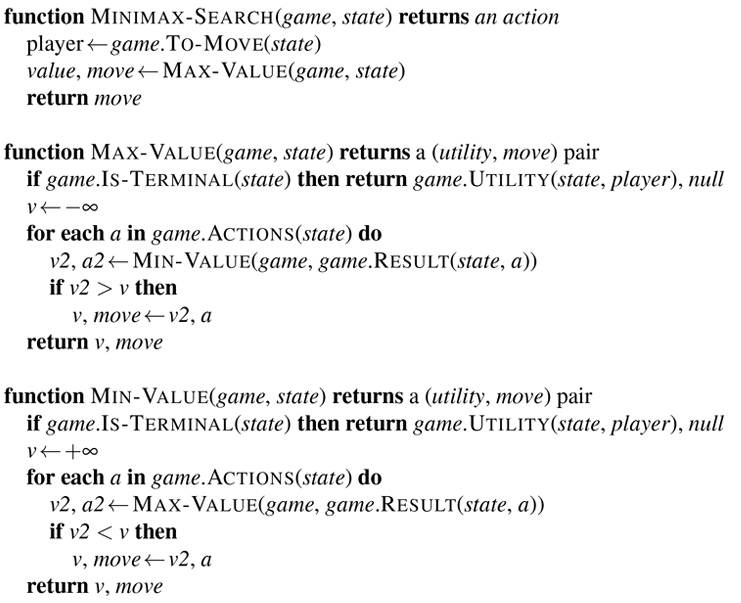 function MINIMAX-SEARCH(game, state) returns an action
player←game.TO-MOVE(state)
value, move←MAX-VALUE(game, state)
return move
function MAX-VALUE(game, state) returns a (utility, move) pair
if game.IS-TERMINAL(state) then return game.UTILITY(state, player), null
v←−∞
for each a in game.ACTIONS(state) do
v2, a2←MIN-VALUE(game, game.RESULT(state, a))
if v2 > v then
v, move←v2, a
return v, move
function MIN-VALUE(game, state) returns a (utility, move) pair
if game.IS-TERMINAL(state) then return game.UTILITY(state, player), null
v←+∞
for each a in game.ACTIONS(state) do
v2, a2←MAX-VALUE(game, game.RESULT(state, a))
if v2 < v then
v, move←v2, a
return v, move